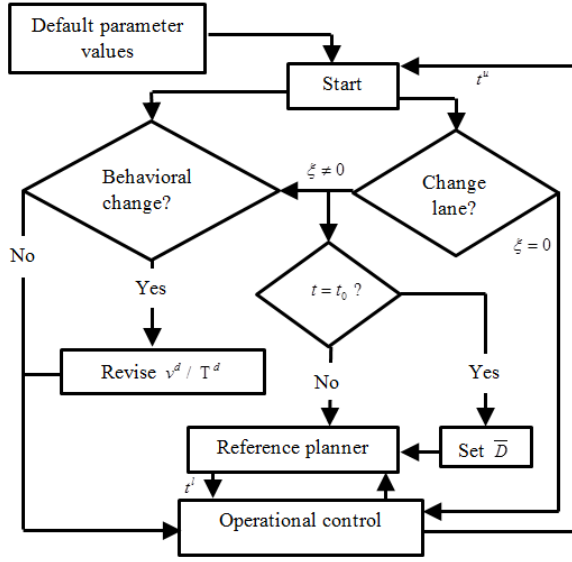 Default parameter
values
Start
t^u
Behavioral
change?
ξ ≠ 0
Change
lane?
No
ξ = 0
t = t_0 ?
Yes
Revise v^d / T^d
No
Yes
Reference planner
Set D̅
t^l
Operational control